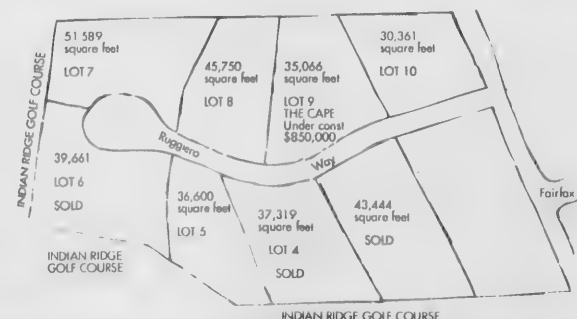 51 589
square feet
LOT 7
45,750
square feet
LOT 8
35,066
square feet
LOT 9
THE CAPE
Under const
$850,000
30,361
square feet
LOT 10
INDIAN RIDGE GOLF COURSE
Ruggiero
Way
Fairfax
39,661
LOT 6
SOLD
36,600
square feet
LOT 5
37,319
square feet
LOT 4
SOLD
43,444
square feet
SOLD
INDIAN RIDGE
GOLF COURSE
INDIAN RIDGE GOLF COURSE